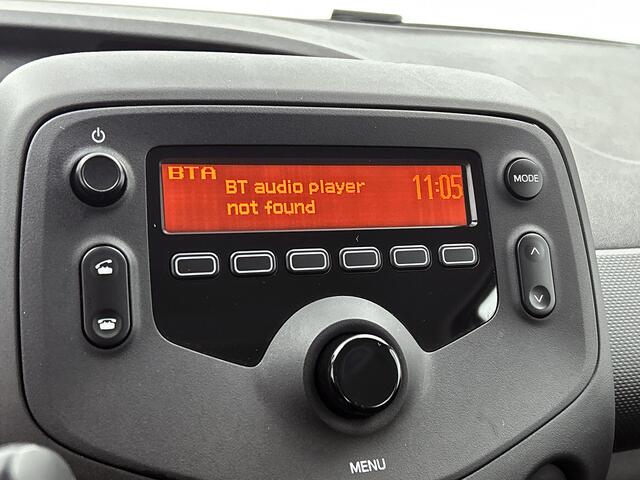 BTA
BT audio player
not found
11:05
MODE
MENU